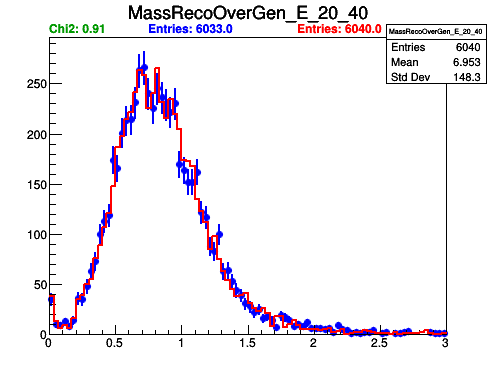 MassRecoOverGen_E_20_40
Chi2: 0.91
Entries: 6033.0
Entries: 6040.0
MassRecoOverGen_E_20_40
Entries 6040
Mean 6.953
Std Dev 148.3
250
200
150
100
50
0
0 0.5 1 1.5 2 2.5 3